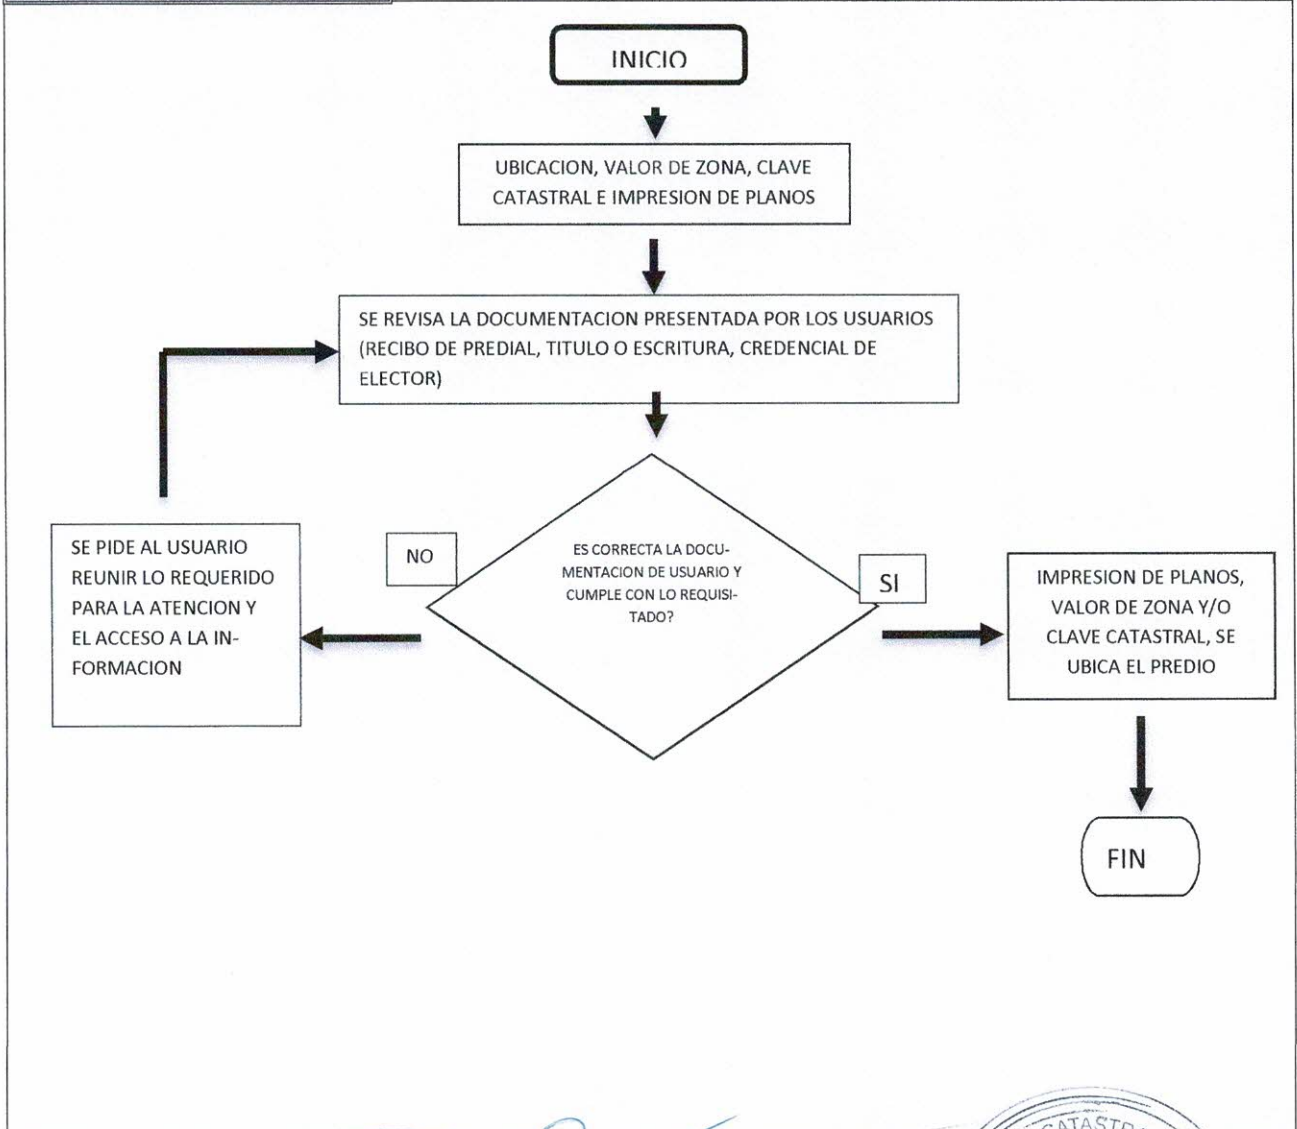 INICIO
UBICACION, VALOR DE ZONA, CLAVE
CATASTRAL E IMPRESION DE PLANOS
SE REVISA LA DOCUMENTACION PRESENTADA POR LOS USUARIOS
(RECIBO DE PREDIAL, TITULO O ESCRITURA, CREDENCIAL DE
ELECTOR)
SE PIDE AL USUARIO
REUNIR LO REQUERIDO
PARA LA ATENCION Y
EL ACCESO A LA IN-
FORMACION
NO
ES CORRECTA LA DOCU-
MENTACION DE USUARIO Y
CUMPLE CON LO REQUISI-
TADO?
SI
IMPRESION DE PLANOS,
VALOR DE ZONA Y/O
CLAVE CATASTRAL, SE
UBICA EL PREDIO
FIN